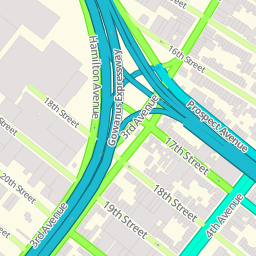 Hamilton Avenue
Gowanus Expressway
16th Street
Prospect Avenue
3rd Avenue
18th Street
17th Street
20th Street
18th Street
19th Street
3rd Avenue
4th Avenue